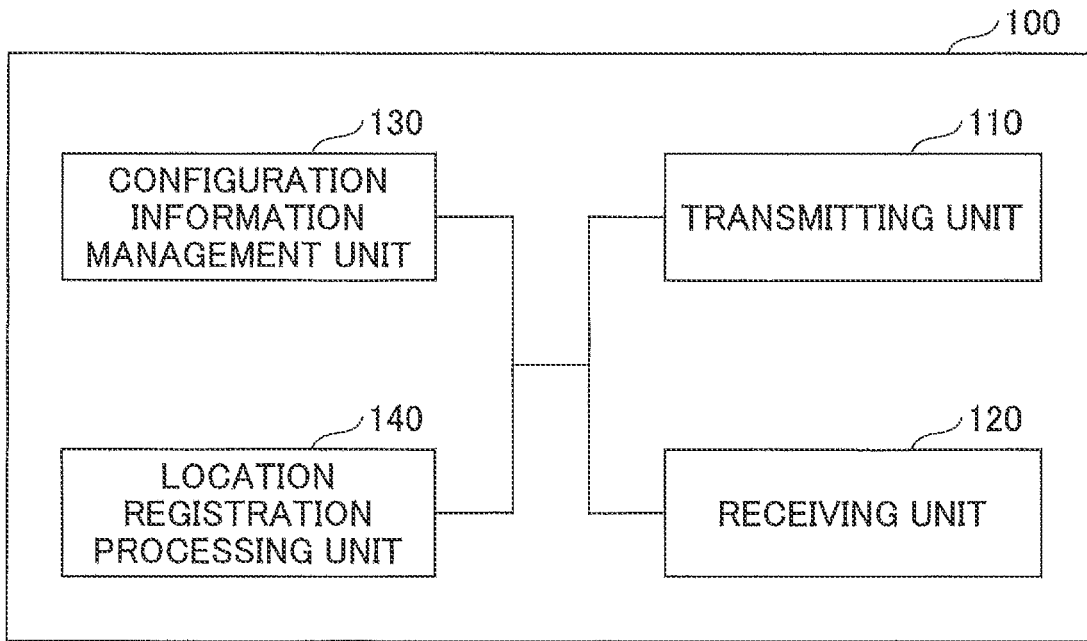 100
130
CONFIGURATION
INFORMATION
MANAGEMENT UNIT
110
TRANSMITTING UNIT
140
LOCATION
REGISTRATION
PROCESSING UNIT
120
RECEIVING UNIT